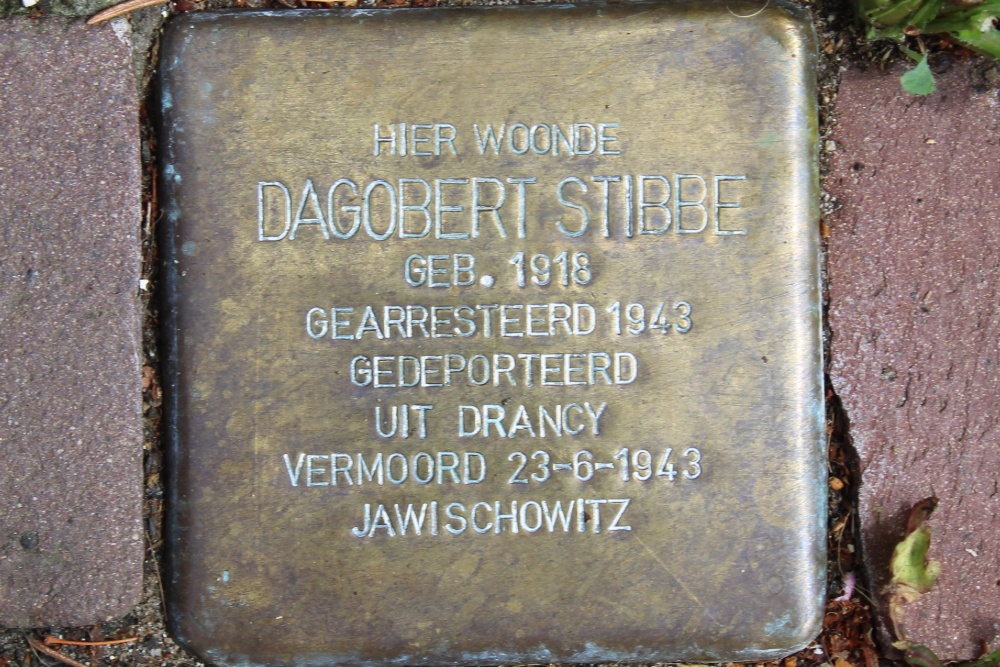 HIER WOONDE
DAGOBERT STIBBE
GEB. 1918
GEARRESTEERD 1943
GEDEPORTEERD
UIT DRANCY
VERMOORD 23-6-1943
JAWISCHOWITZ